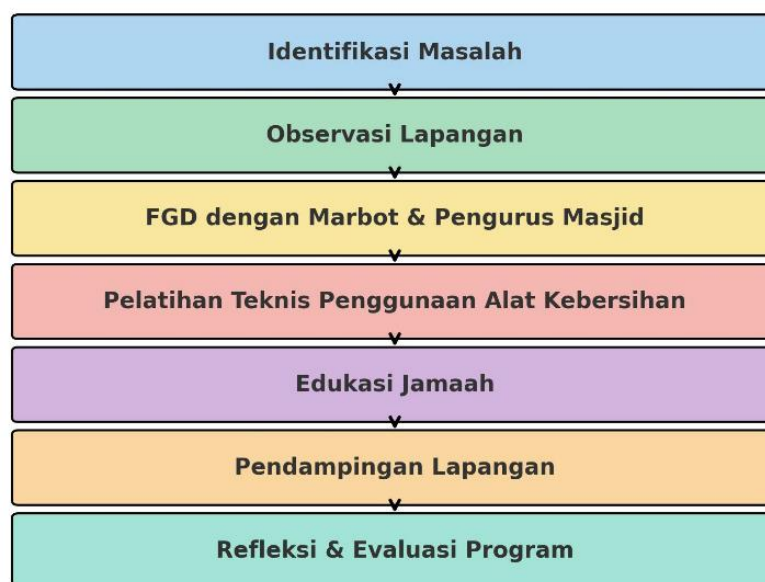 Identifikasi Masalah
Observasi Lapangan
FGD dengan Marbot & Pengurus Masjid
Pelatihan Teknis Penggunaan Alat Kebersihan
Edukasi Jamaah
Pendampingan Lapangan
Refleksi & Evaluasi Program